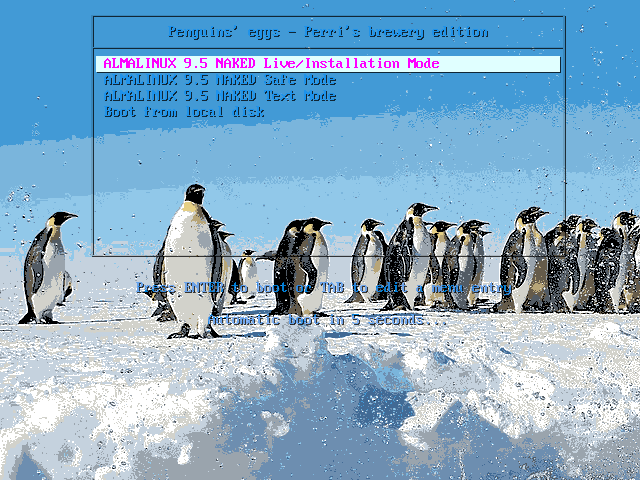 Penguins' eggs - Perri's brewery edition
ALMALINUX 9.5 NAKED Live/Installation Mode
ALMALINUX 9.5 NAKED Safe Mode
ALMALINUX 9.5 NAKED Text Mode
Boot from local disk
Press ENTER to boot or TAB to edit a menu entry
Automatic boot in 5 seconds...